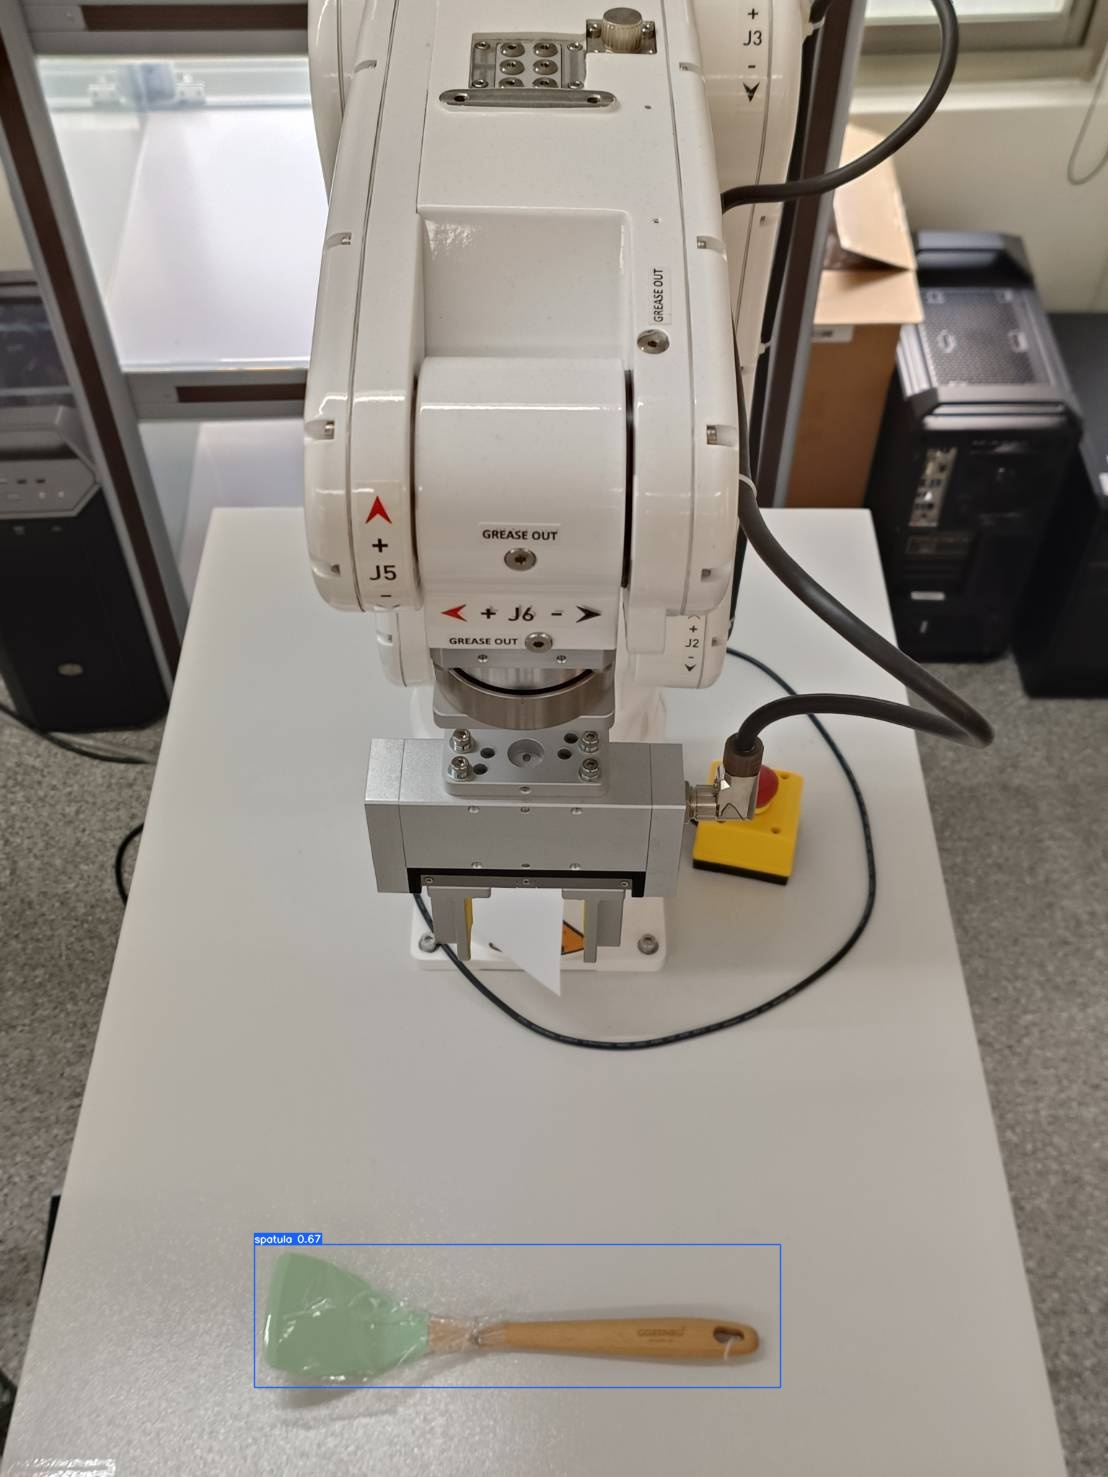 +
J3
-
GREASE OUT
GREASE OUT
+
J5
-
+ J6 -
GREASE OUT
+
J2
-
spatula 0.67